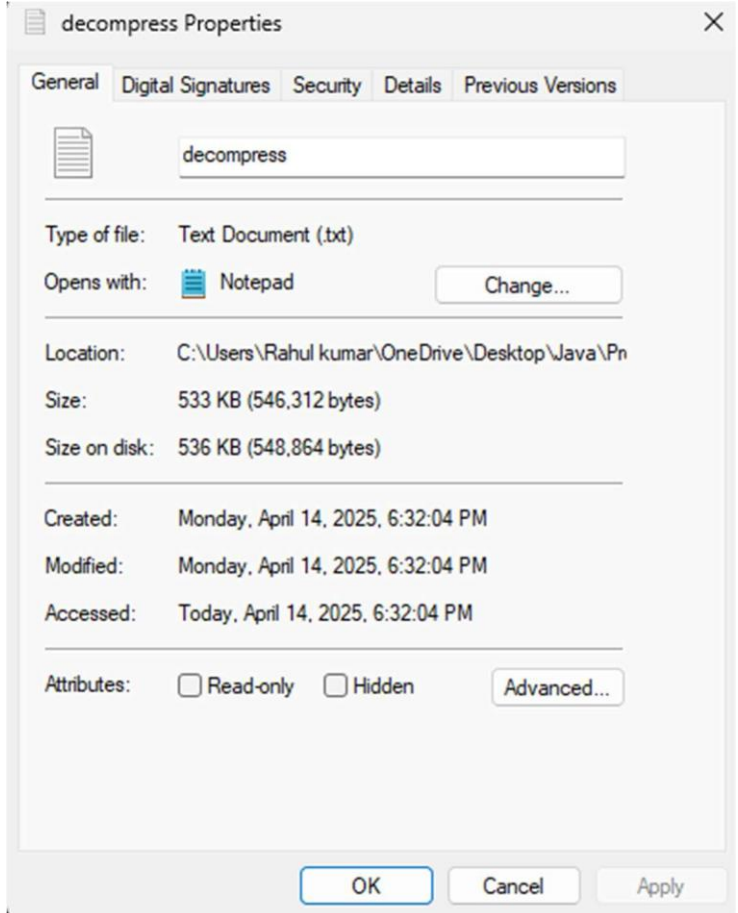 decompress Properties
General Digital Signatures Security Details Previous Versions
decompress
Type of file: Text Document (.txt)
Opens with: Notepad Change...
Location: C:\Users\Rahul kumar\OneDrive\Desktop\Java\Pr
Size: 533 KB (546,312 bytes)
Size on disk: 536 KB (548,864 bytes)
Created: Monday, April 14, 2025, 6:32:04 PM
Modified: Monday, April 14, 2025, 6:32:04 PM
Accessed: Today, April 14, 2025, 6:32:04 PM
Attributes: Read-only Hidden Advanced...
OK Cancel Apply